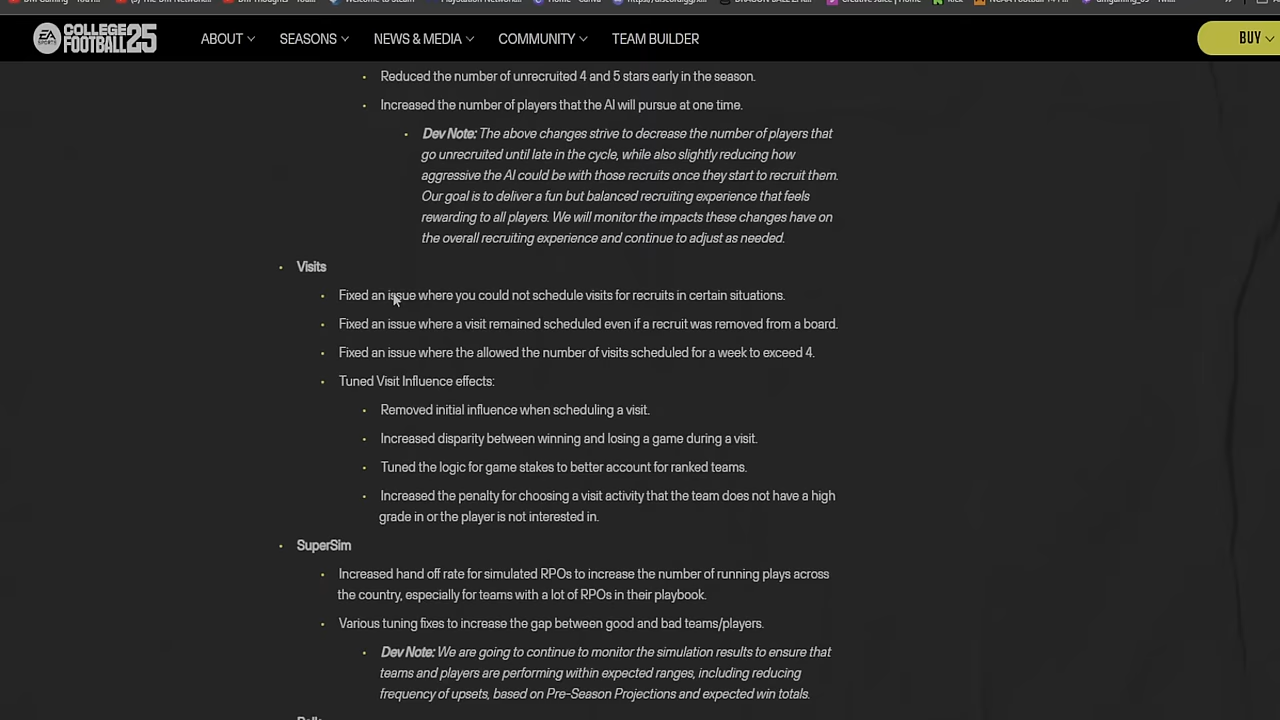 EA SPORTS COLLEGE FOOTBALL 25
ABOUT SEASONS NEWS & MEDIA COMMUNITY TEAM BUILDER BUY
• Reduced the number of unrecruited 4 and 5 stars early in the season.
• Increased the number of players that the AI will pursue at one time.
• Dev Note: The above changes strive to decrease the number of players that
go unrecruited until late in the cycle, while also slightly reducing how
aggressive the AI could be with those recruits once they start to recruit them.
Our goal is to deliver a fun but balanced recruiting experience that feels
rewarding to all players. We will monitor the impacts these changes have on
the overall recruiting experience and continue to adjust as needed.
• Visits
• Fixed an issue where you could not schedule visits for recruits in certain situations.
• Fixed an issue where a visit remained scheduled even if a recruit was removed from a board.
• Fixed an issue where the allowed the number of visits scheduled for a week to exceed 4.
• Tuned Visit Influence effects:
• Removed initial influence when scheduling a visit.
• Increased disparity between winning and losing a game during a visit.
• Tuned the logic for game stakes to better account for ranked teams.
• Increased the penalty for choosing a visit activity that the team does not have a high
grade in or the player is not interested in.
• SuperSim
• Increased hand off rate for simulated RPOs to increase the number of running plays across
the country, especially for teams with a lot of RPOs in their playbook.
• Various tuning fixes to increase the gap between good and bad teams/players.
• Dev Note: We are going to continue to monitor the simulation results to ensure that
teams and players are performing within expected ranges, including reducing
frequency of upsets, based on Pre-Season Projections and expected win totals.